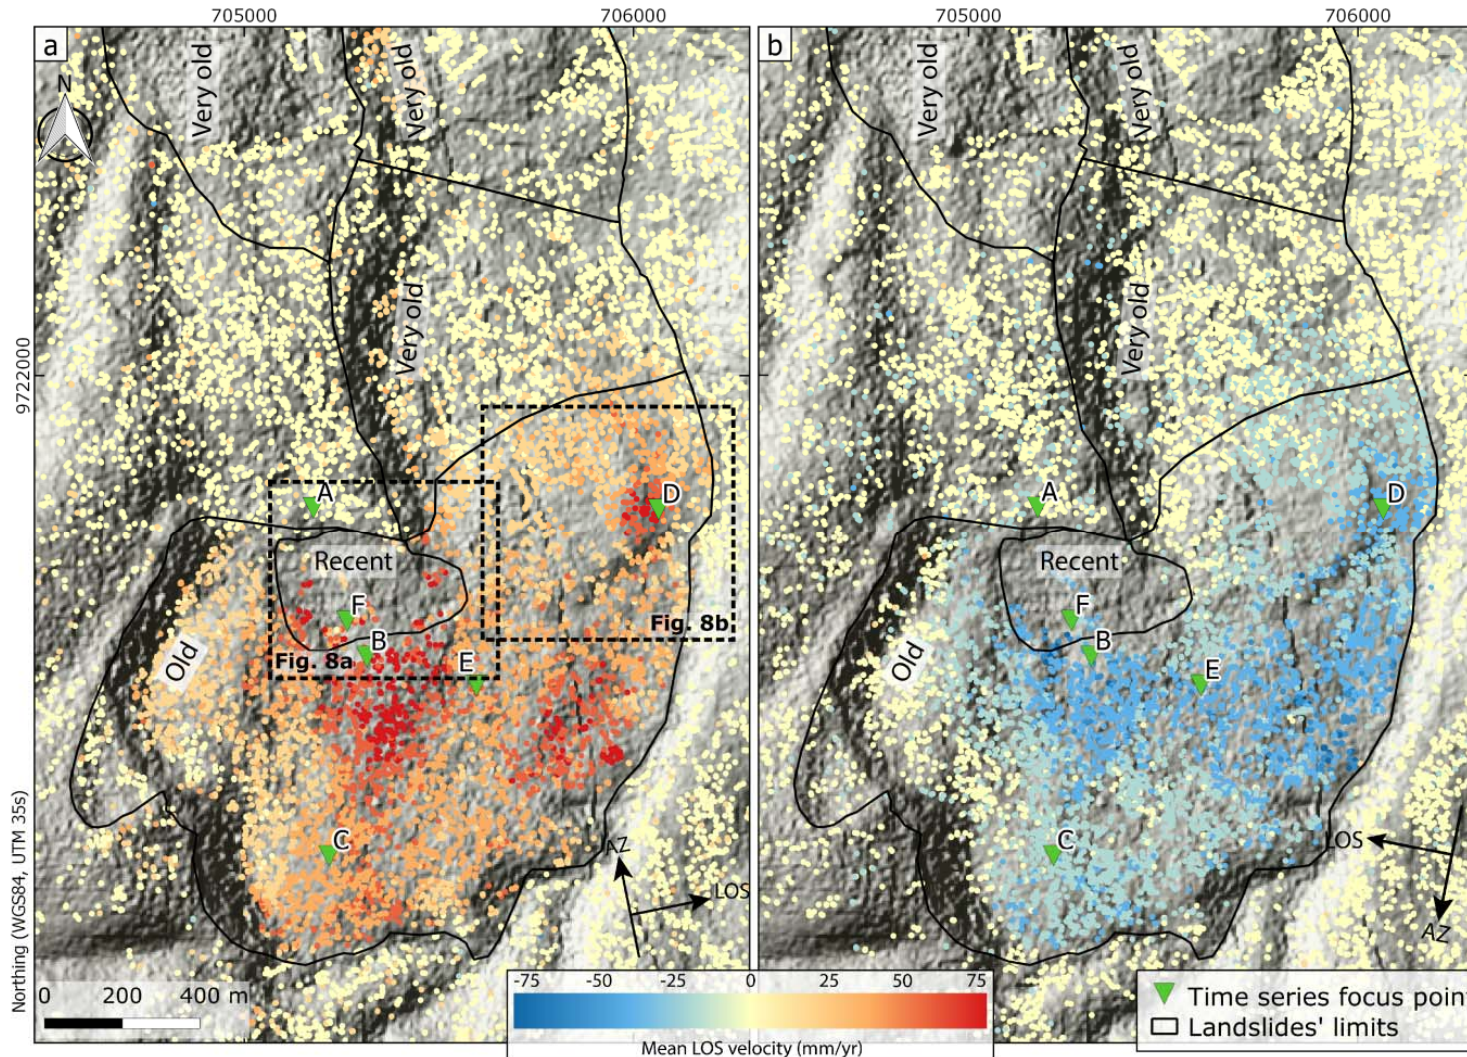 705000
706000
705000
706000
a
b
N
Very old
Very old
Very old
Very old
Very old
Very old
9722000
A
D
A
D
Recent
Recent
F
F
B
B
Fig. 8b
Fig. 8a
E
E
Old
Old
C
C
AZ
LOS
LOS
AZ
Northing (WGS84, UTM 35s)
0 200 400 m
-75 -50 -25 0 25 50 75
Mean LOS velocity (mm/yr)
Time series focus point
Landslides' limits